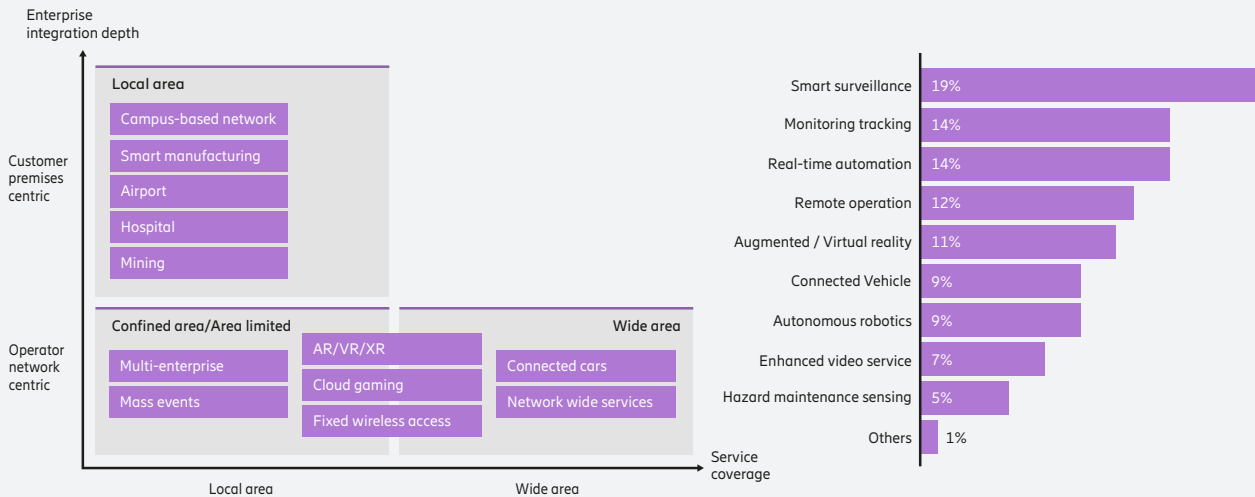 Enterprise
integration depth
Customer
premises
centric
Operator
network
centric
Local area
Campus-based network
Smart manufacturing
Airport
Hospital
Mining
Confined area/Area limited
Multi-enterprise
Mass events
AR/VR/XR
Cloud gaming
Fixed wireless access
Wide area
Connected cars
Network wide services
Local area
Wide area
Service
coverage
Smart surveillance 19%
Monitoring tracking 14%
Real-time automation 14%
Remote operation 12%
Augmented / Virtual reality 11%
Connected Vehicle 9%
Autonomous robotics 9%
Enhanced video service 7%
Hazard maintenance sensing 5%
Others 1%